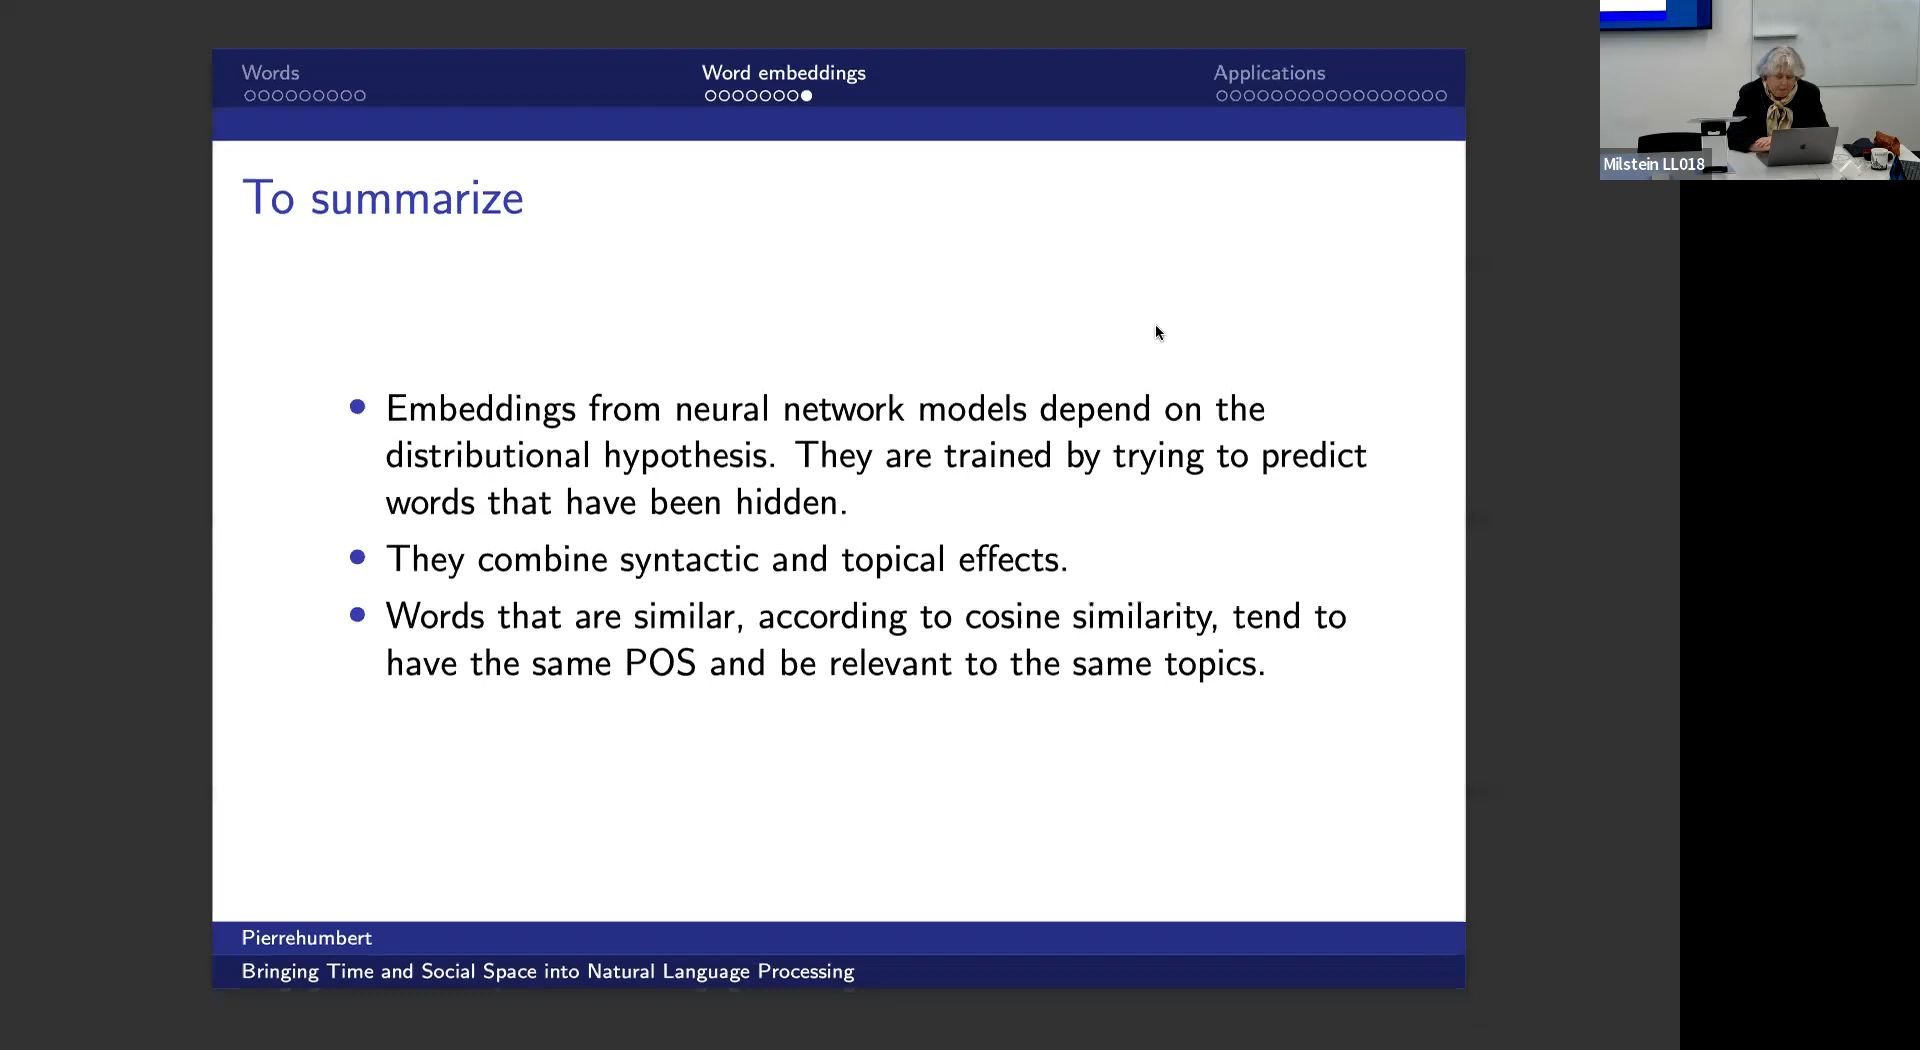 Words
Word embeddings
Applications
To summarize
Embeddings from neural network models depend on the
distributional hypothesis. They are trained by trying to predict
words that have been hidden.
They combine syntactic and topical effects.
Words that are similar, according to cosine similarity, tend to
have the same POS and be relevant to the same topics.
Pierrehumbert
Bringing Time and Social Space into Natural Language Processing
Milstein LL018